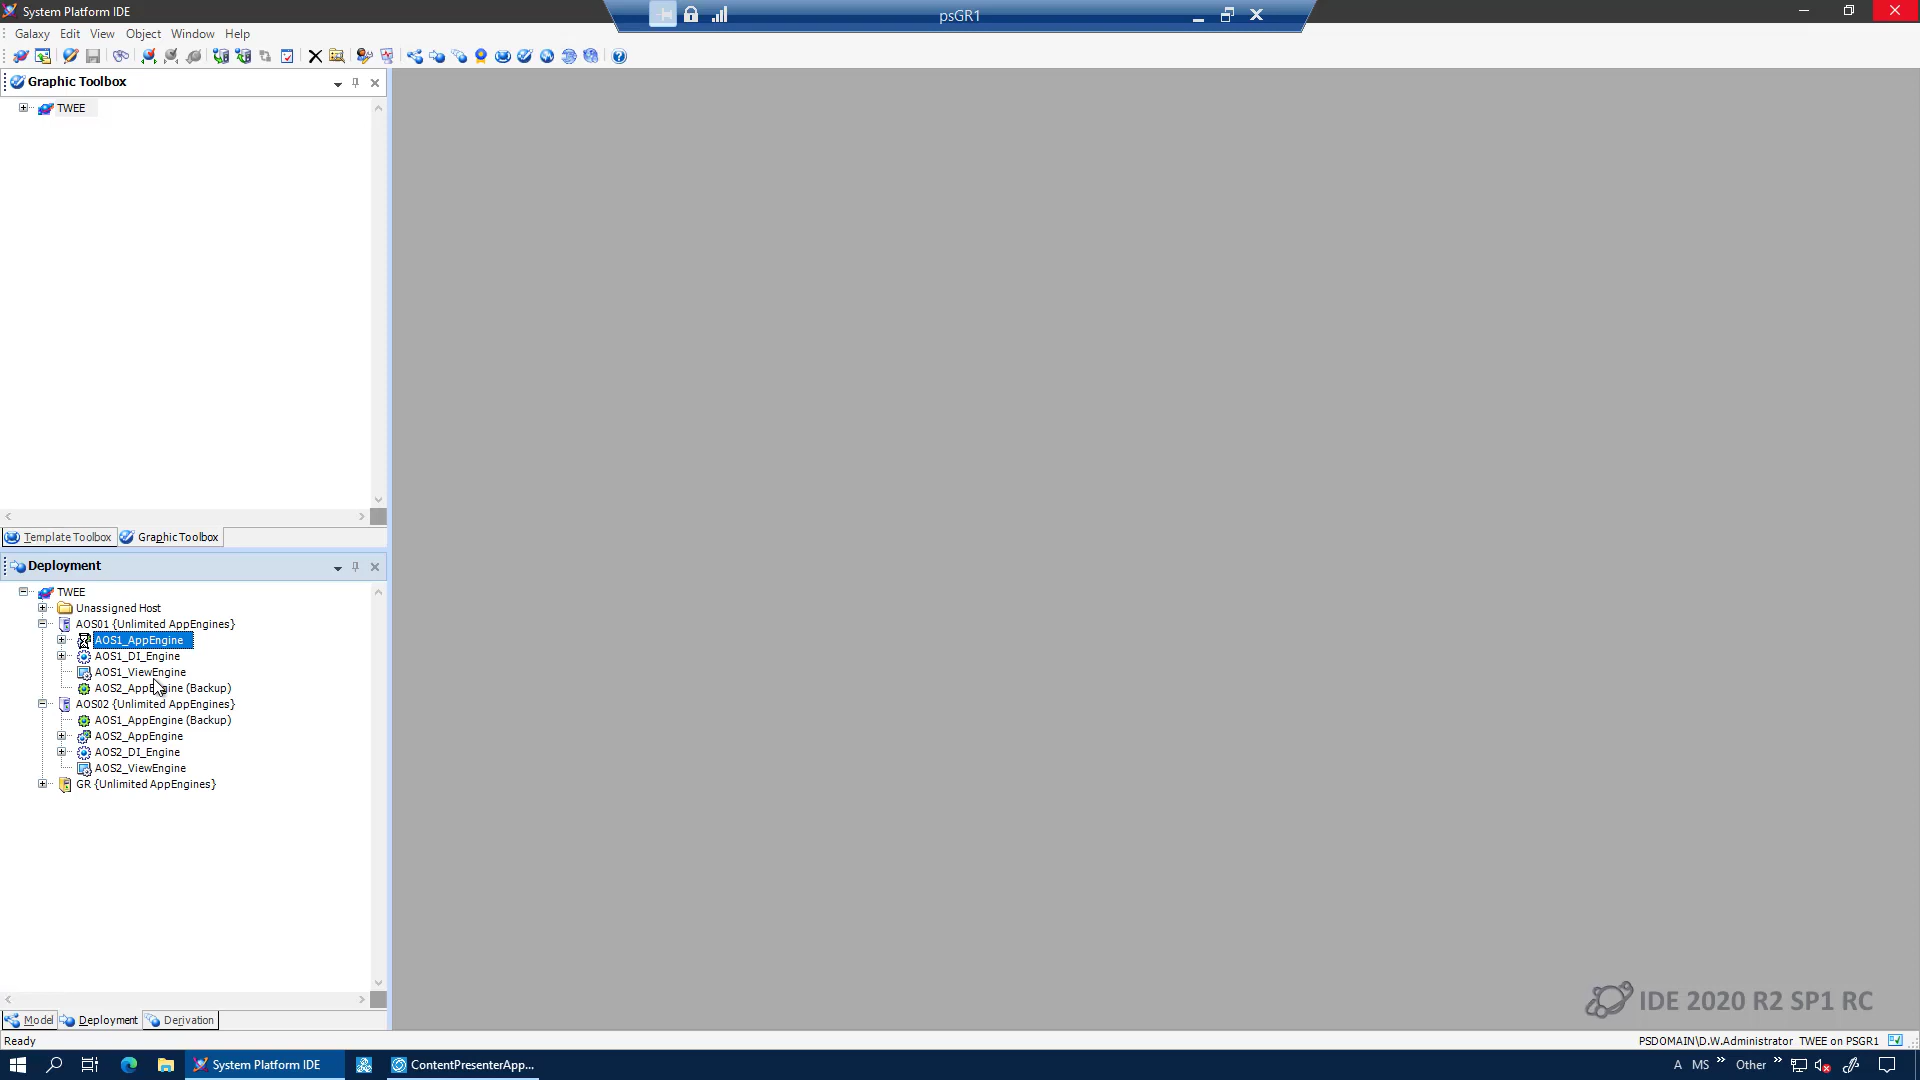 System Platform IDE
psGR1
Galaxy Edit View Object Window Help
Graphic Toolbox
TWEE
Template Toolbox Graphic Toolbox
Deployment
TWEE
Unassigned Host
AOS01 {Unlimited AppEngines}
AOS1_AppEngine
AOS1_DI_Engine
AOS1_ViewEngine
AOS2_AppEngine (Backup)
AOS02 {Unlimited AppEngines}
AOS1_AppEngine (Backup)
AOS2_AppEngine
AOS2_DI_Engine
AOS2_ViewEngine
GR {Unlimited AppEngines}
IDE 2020 R2 SP1 RC
Model Deployment Derivation
Ready
PSDOMAIN\D.W.Administrator TWEE on PSGR1
System Platform IDE
ContentPresenterApp...
A MS Other